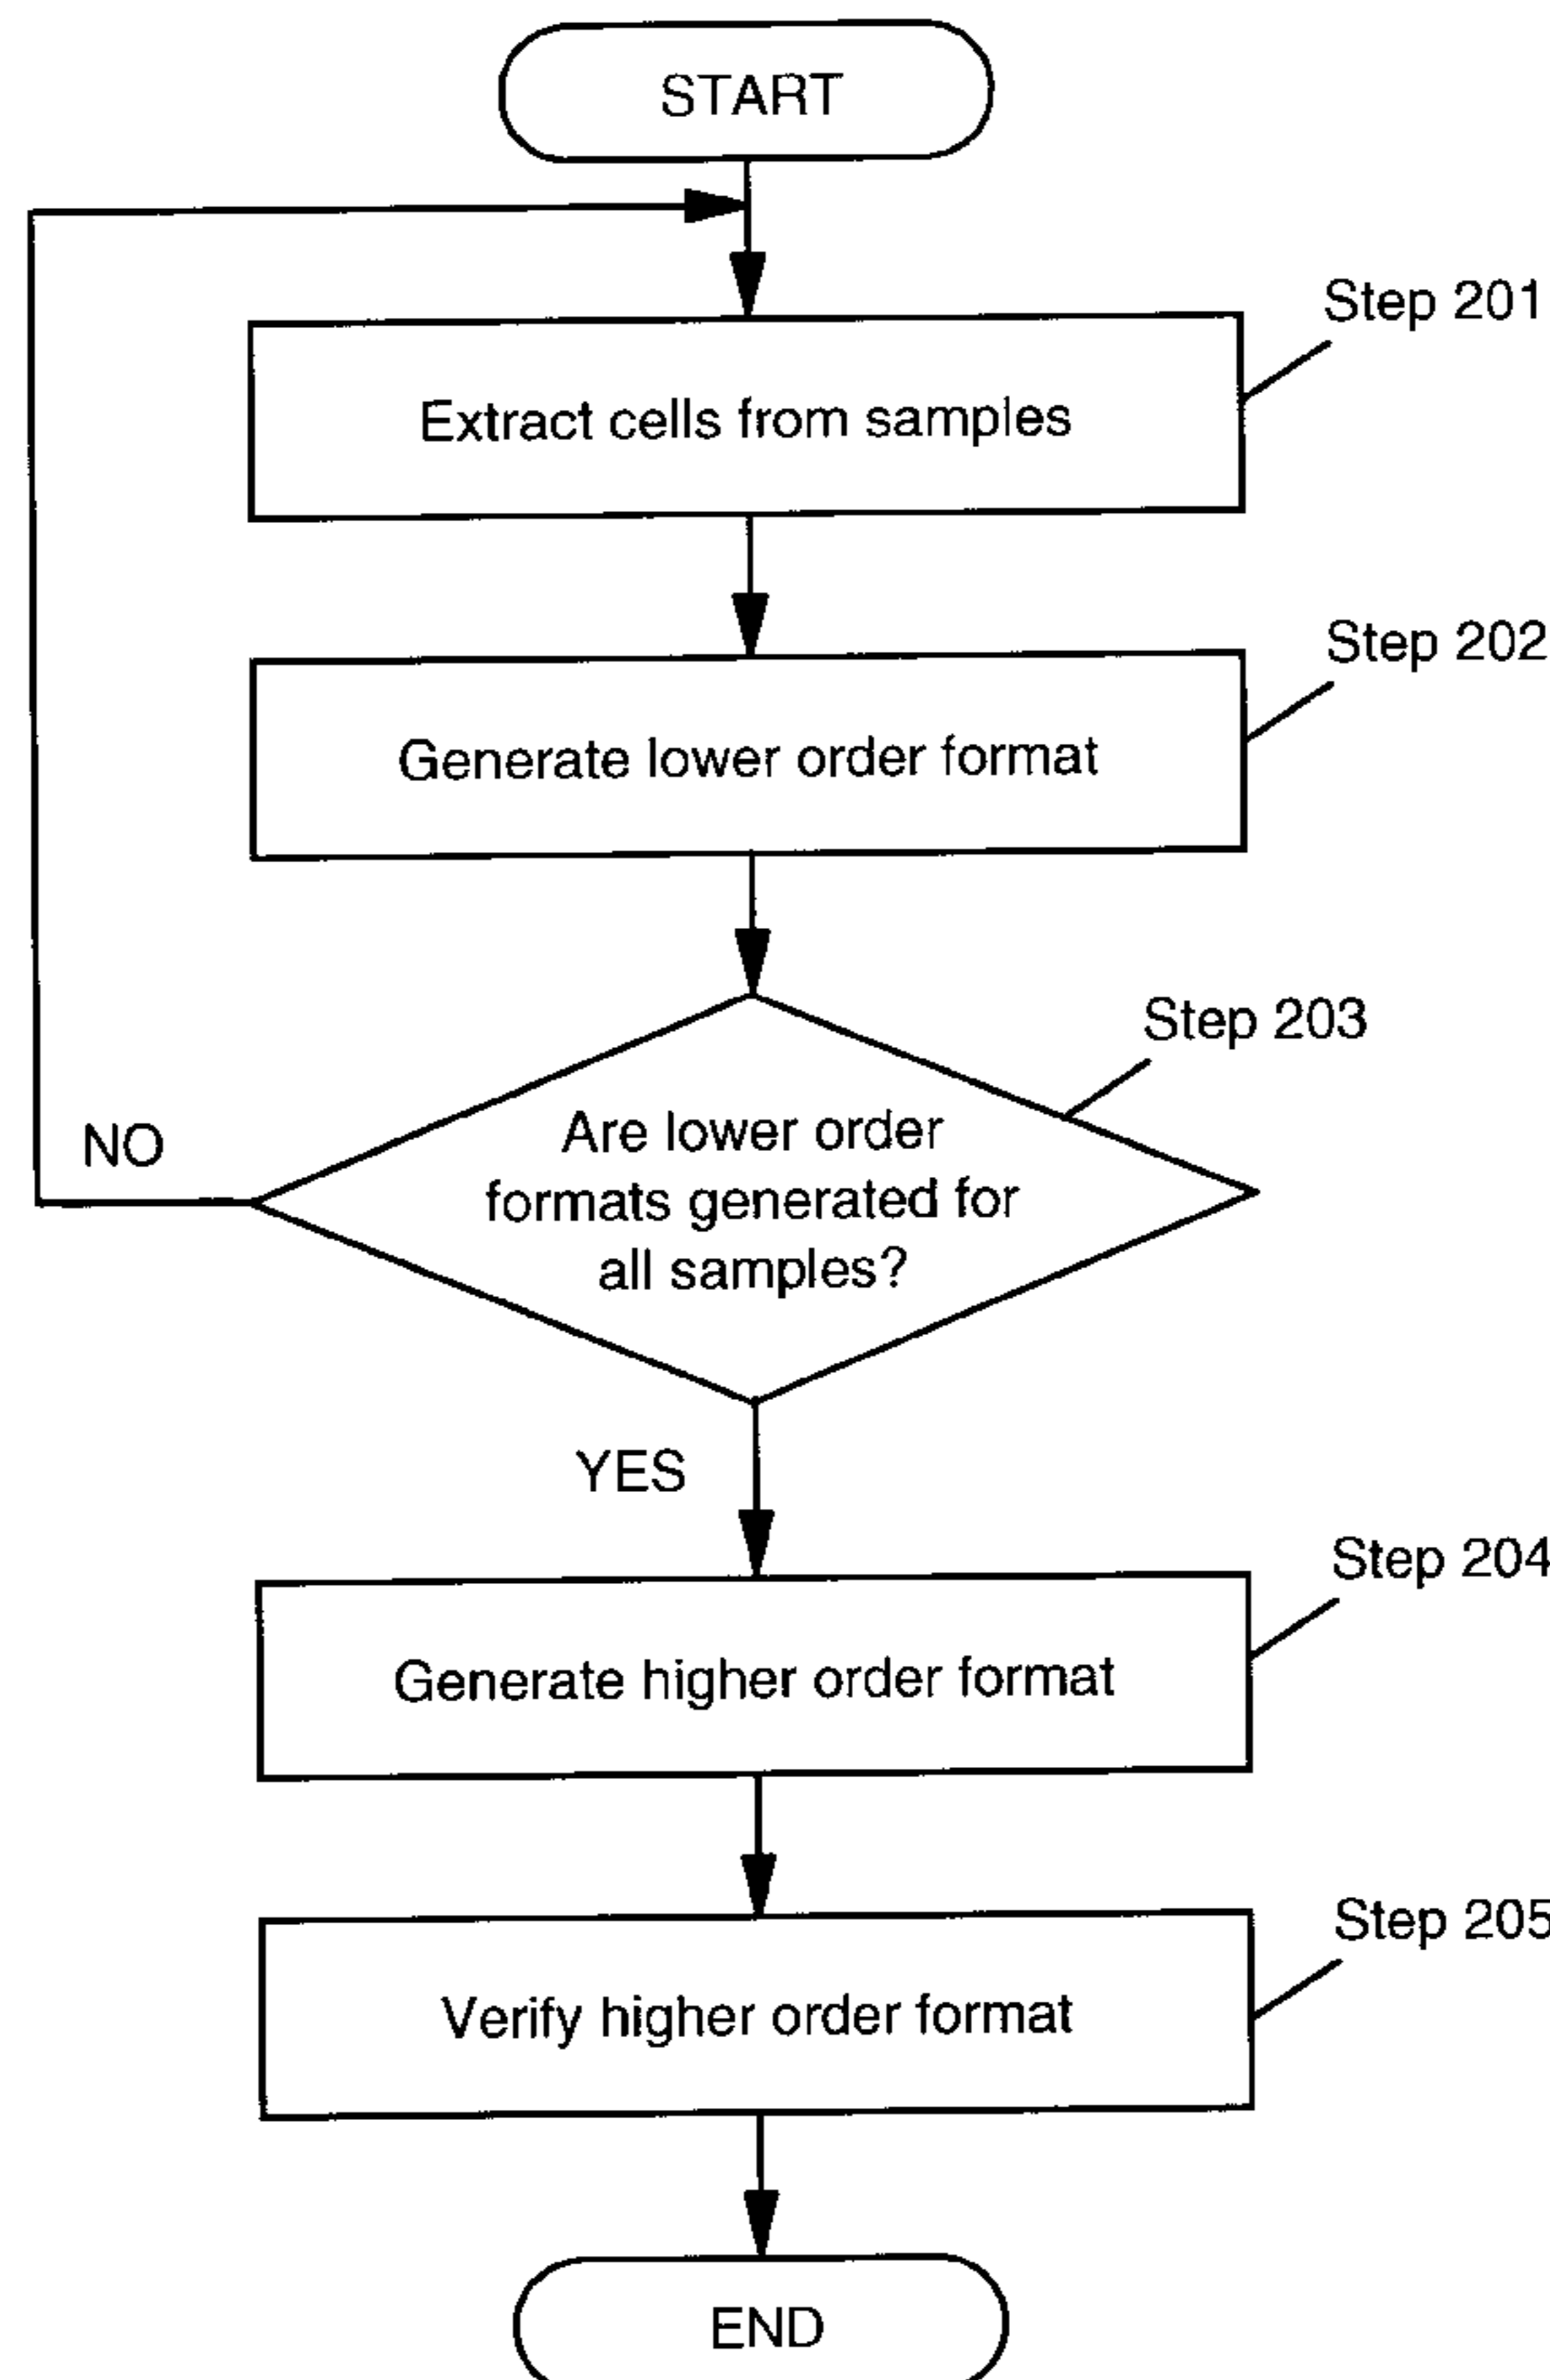 START
Step 201
Extract cells from samples
Step 202
Generate lower order format
Step 203
Are lower order
formats generated for
all samples?
NO
YES
Step 204
Generate higher order format
Step 205
Verify higher order format
END